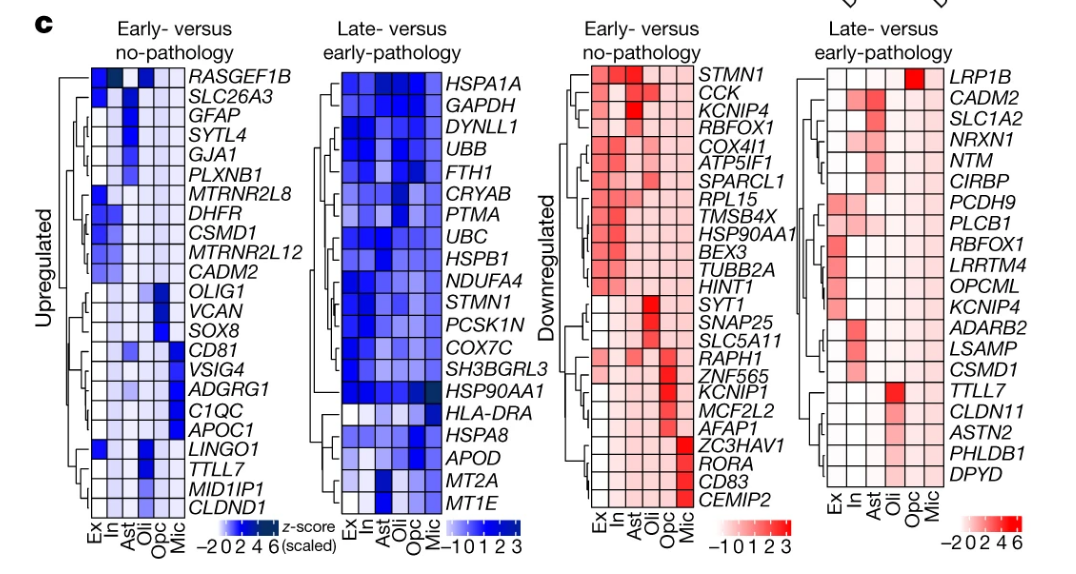 c
Early- versus
no-pathology
Upregulated
RASGEF1B
SLC26A3
GFAP
SYTL4
GJA1
PLXNB1
MTRNR2L8
DHFR
CSMD1
MTRNR2L12
CADM2
OLIG1
VCAN
SOX8
CD81
VSIG4
ADGRG1
C1QC
APOC1
LINGO1
TTLL7
MID1IP1
CLDND1
Ex In Ast Oli Opc Mic
−2 0 2 4 6
z-score
(scaled)
Late- versus
early-pathology
HSPA1A
GAPDH
DYNLL1
UBB
FTH1
CRYAB
PTMA
UBC
HSPB1
NDUFA4
STMN1
PCSK1N
COX7C
SH3BGRL3
HSP90AA1
HLA-DRA
HSPA8
APOD
MT2A
MT1E
Ex In Ast Oli Opc Mic
−1 0 1 2 3
Early- versus
no-pathology
Downregulated
STMN1
CCK
KCNIP4
RBFOX1
COX4I1
ATP5IF1
SPARCL1
RPL15
TMSB4X
HSP90AA1
BEX3
TUBB2A
HINT1
SYT1
SNAP25
SLC5A11
RAPH1
ZNF565
KCNIP1
MCF2L2
AFAP1
ZC3HAV1
RORA
CD83
CEMIP2
Ex In Ast Oli Opc Mic
−1 0 1 2 3
Late- versus
early-pathology
LRP1B
CADM2
SLC1A2
NRXN1
NTM
CIRBP
PCDH9
PLCB1
RBFOX1
LRRTM4
OPCML
KCNIP4
ADARB2
LSAMP
CSMD1
TTLL7
CLDN11
ASTN2
PHLDB1
DPYD
Ex In Ast Oli Opc Mic
−2 0 2 4 6